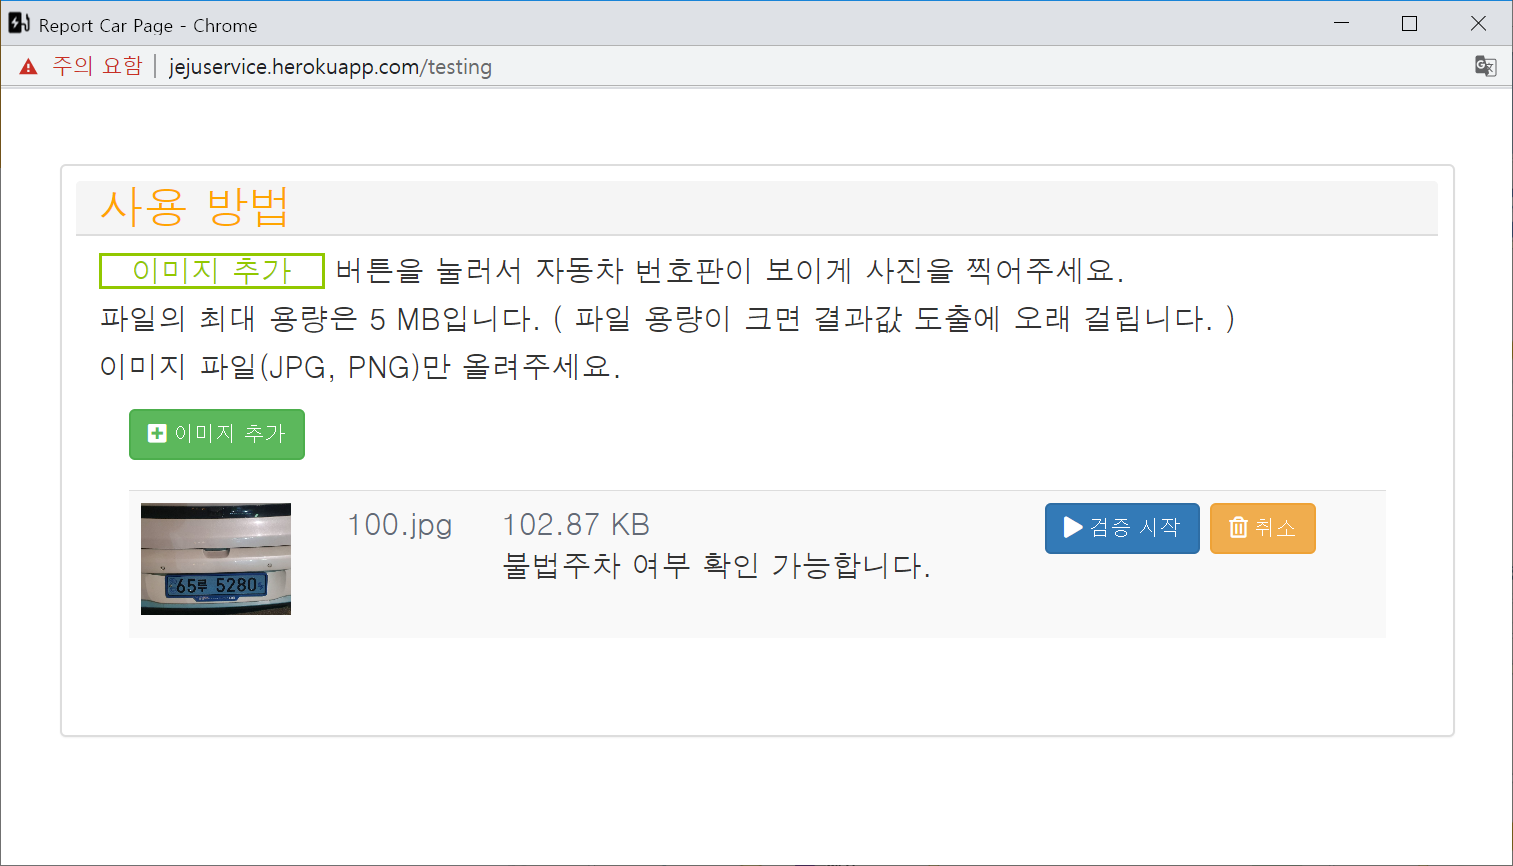 Report Car Page - Chrome
주의 요함 | jejuservice.herokuapp.com/testing
사용 방법
이미지 추가 버튼을 눌러서 자동차 번호판이 보이게 사진을 찍어주세요.
파일의 최대 용량은 5 MB입니다. ( 파일 용량이 크면 결과값 도출에 오래 걸립니다. )
이미지 파일(JPG, PNG)만 올려주세요.
이미지 추가
65루 5280
100.jpg 102.87 KB
불법주차 여부 확인 가능합니다.
검증 시작 취소